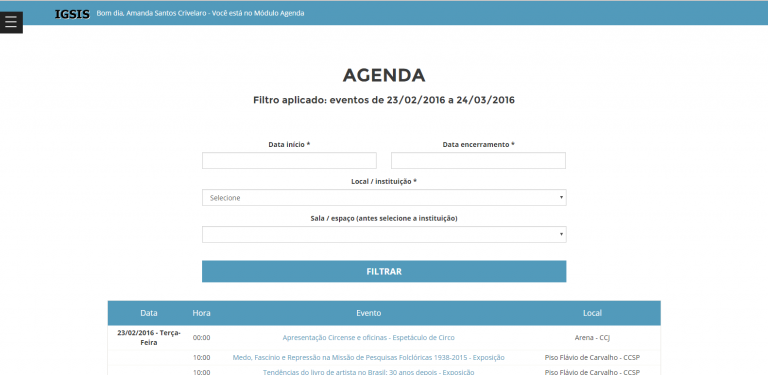 IGSIS Bom dia, Amanda Santos Crivelaro - Você está no Módulo Agenda
AGENDA
Filtro aplicado: eventos de 23/02/2016 a 24/03/2016
Data início * Data encerramento *
Local / instituição *
Selecione
Sala / espaço (antes selecione a instituição)
FILTRAR
Data Hora Evento Local
23/02/2016 - Terça-
Feira 00:00 Apresentação Circense e oficinas - Espetáculo de Circo Arena - CCJ
10:00 Medo, Fascínio e Repressão na Missão de Pesquisas Folclóricas 1938-2015 - Exposição Piso Flávio de Carvalho - CCSP
10:00 Tendências do livro de artista no Brasil: 30 anos depois - Exposição Piso Flávio de Carvalho - CCSP